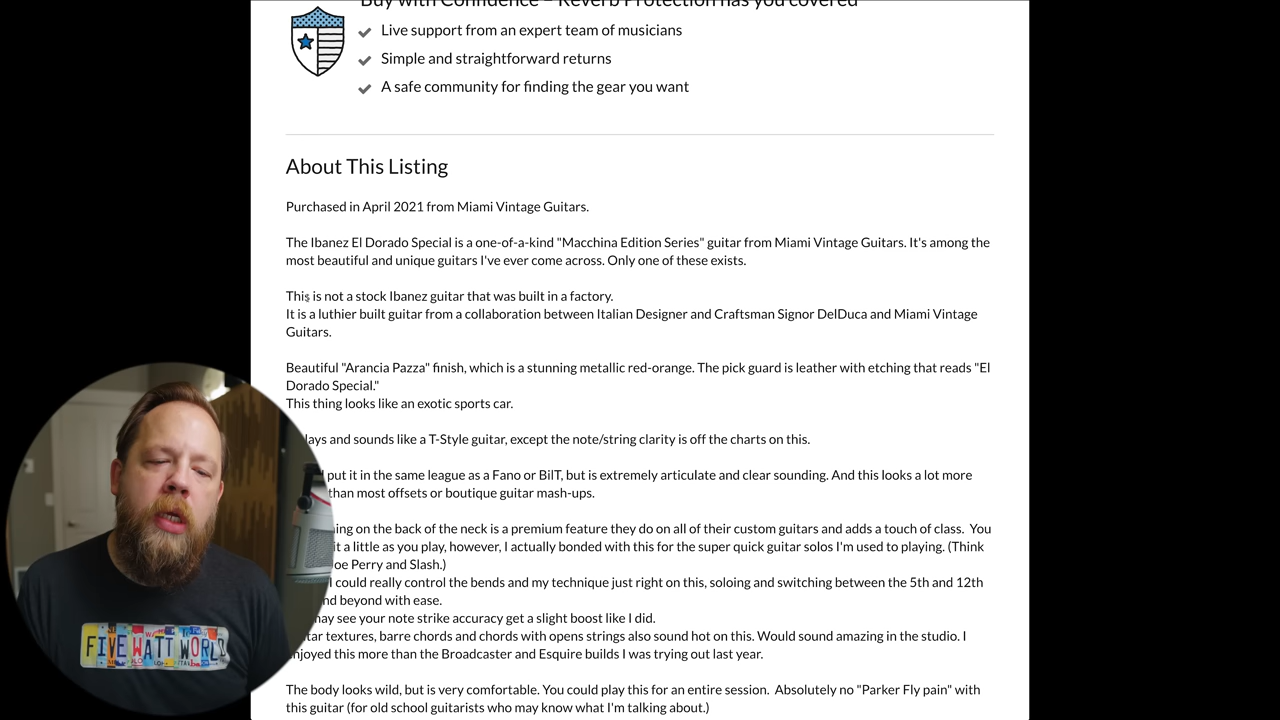 Buy with Confidence – Reverb Protection has you covered
Live support from an expert team of musicians
Simple and straightforward returns
A safe community for finding the gear you want
About This Listing
Purchased in April 2021 from Miami Vintage Guitars.
The Ibanez El Dorado Special is a one-of-a-kind "Macchina Edition Series" guitar from Miami Vintage Guitars. It's among the
most beautiful and unique guitars I've ever come across. Only one of these exists.
This is not a stock Ibanez guitar that was built in a factory.
It is a luthier built guitar from a collaboration between Italian Designer and Craftsman Signor DelDuca and Miami Vintage
Guitars.
Beautiful "Arancia Pazza" finish, which is a stunning metallic red-orange. The pick guard is leather with etching that reads "El
Dorado Special."
This thing looks like an exotic sports car.
lays and sounds like a T-Style guitar, except the note/string clarity is off the charts on this.
put it in the same league as a Fano or BilT, but is extremely articulate and clear sounding. And this looks a lot more
than most offsets or boutique guitar mash-ups.
ing on the back of the neck is a premium feature they do on all of their custom guitars and adds a touch of class. You
it a little as you play, however, I actually bonded with this for the super quick guitar solos I'm used to playing. (Think
oe Perry and Slash.)
I could really control the bends and my technique just right on this, soloing and switching between the 5th and 12th
nd beyond with ease.
may see your note strike accuracy get a slight boost like I did.
tar textures, barre chords and chords with opens strings also sound hot on this. Would sound amazing in the studio. I
njoyed this more than the Broadcaster and Esquire builds I was trying out last year.
The body looks wild, but is very comfortable. You could play this for an entire session. Absolutely no "Parker Fly pain" with
this guitar (for old school guitarists who may know what I'm talking about.)
FIVE WATT WORLD